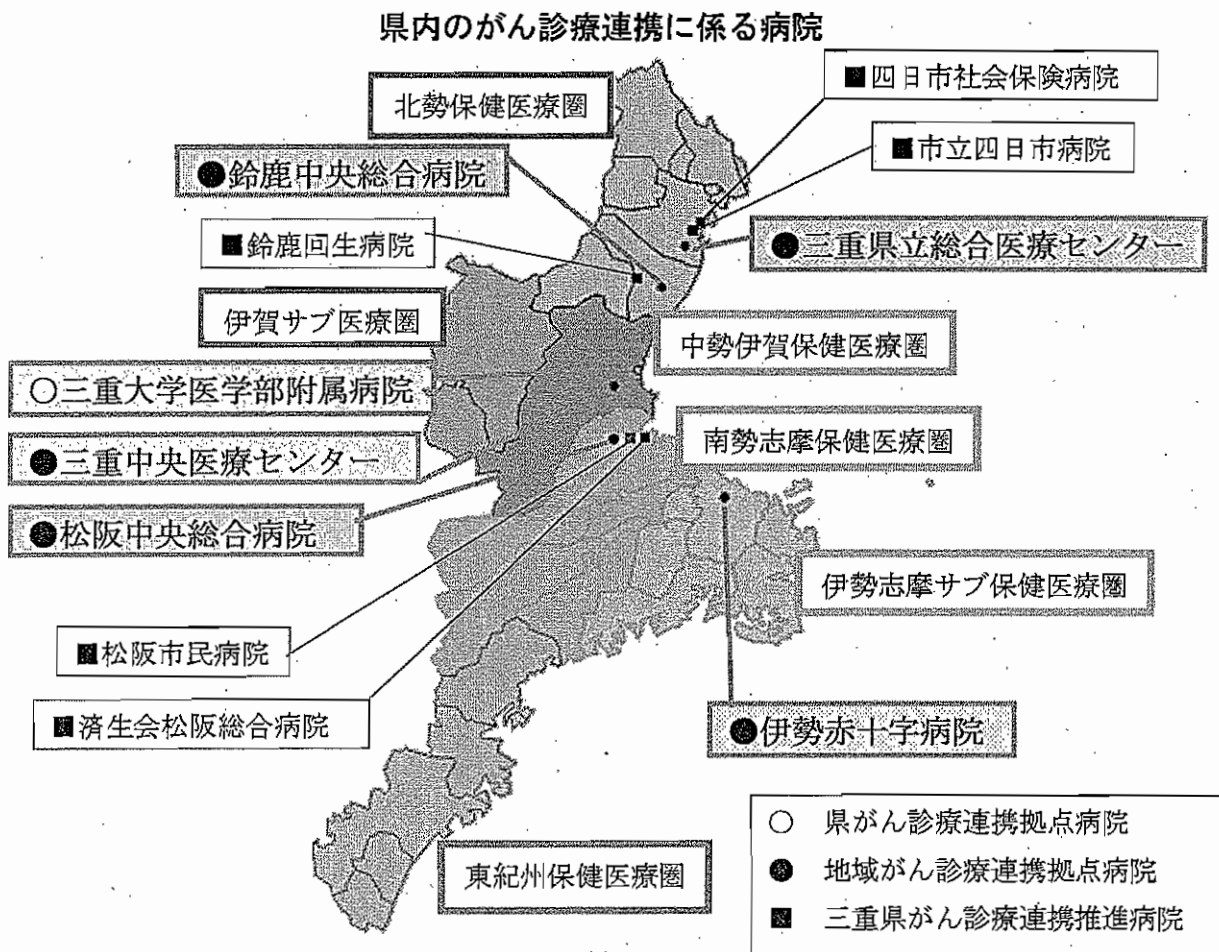 県内のがん診療連携に係る病院
■四日市社会保険病院
北勢保健医療圏
■市立四日市病院
●鈴鹿中央総合病院
■鈴鹿回生病院
●三重県立総合医療センター
伊賀サブ医療圏
中勢伊賀保健医療圏
○三重大学医学部附属病院
南勢志摩保健医療圏
●三重中央医療センター
●松阪中央総合病院
伊勢志摩サブ保健医療圏
■松阪市民病院
■済生会松阪総合病院
●伊勢赤十字病院
○ 県がん診療連携拠点病院
● 地域がん診療連携拠点病院
■ 三重県がん診療連携推進病院
東紀州保健医療圏